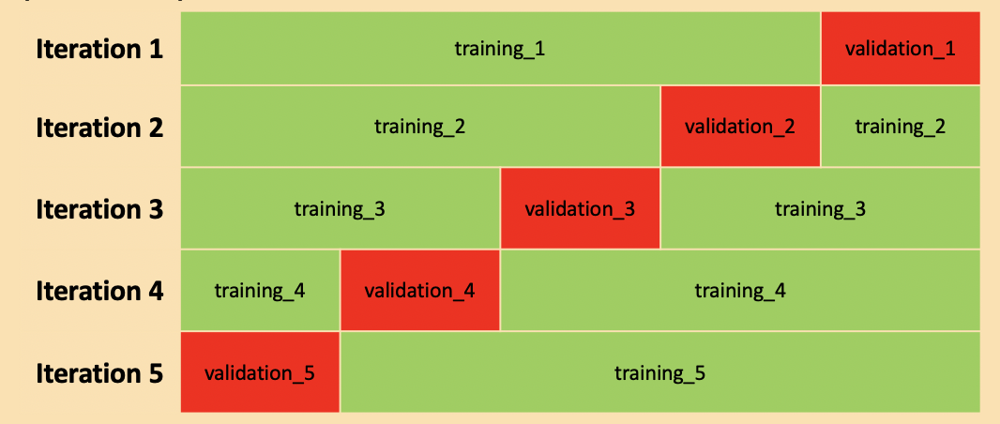 Iteration 1 training_1 validation_1
Iteration 2 training_2 validation_2 training_2
Iteration 3 training_3 validation_3 training_3
Iteration 4 training_4 validation_4 training_4
Iteration 5 validation_5 training_5